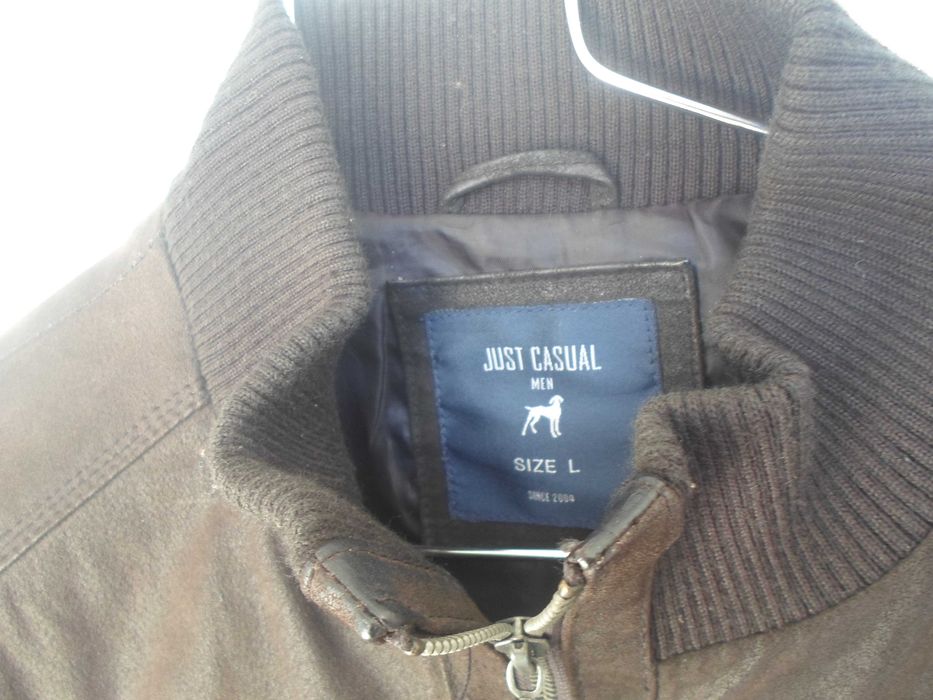 JUST CASUAL
MEN
SIZE L
SINCE 2004